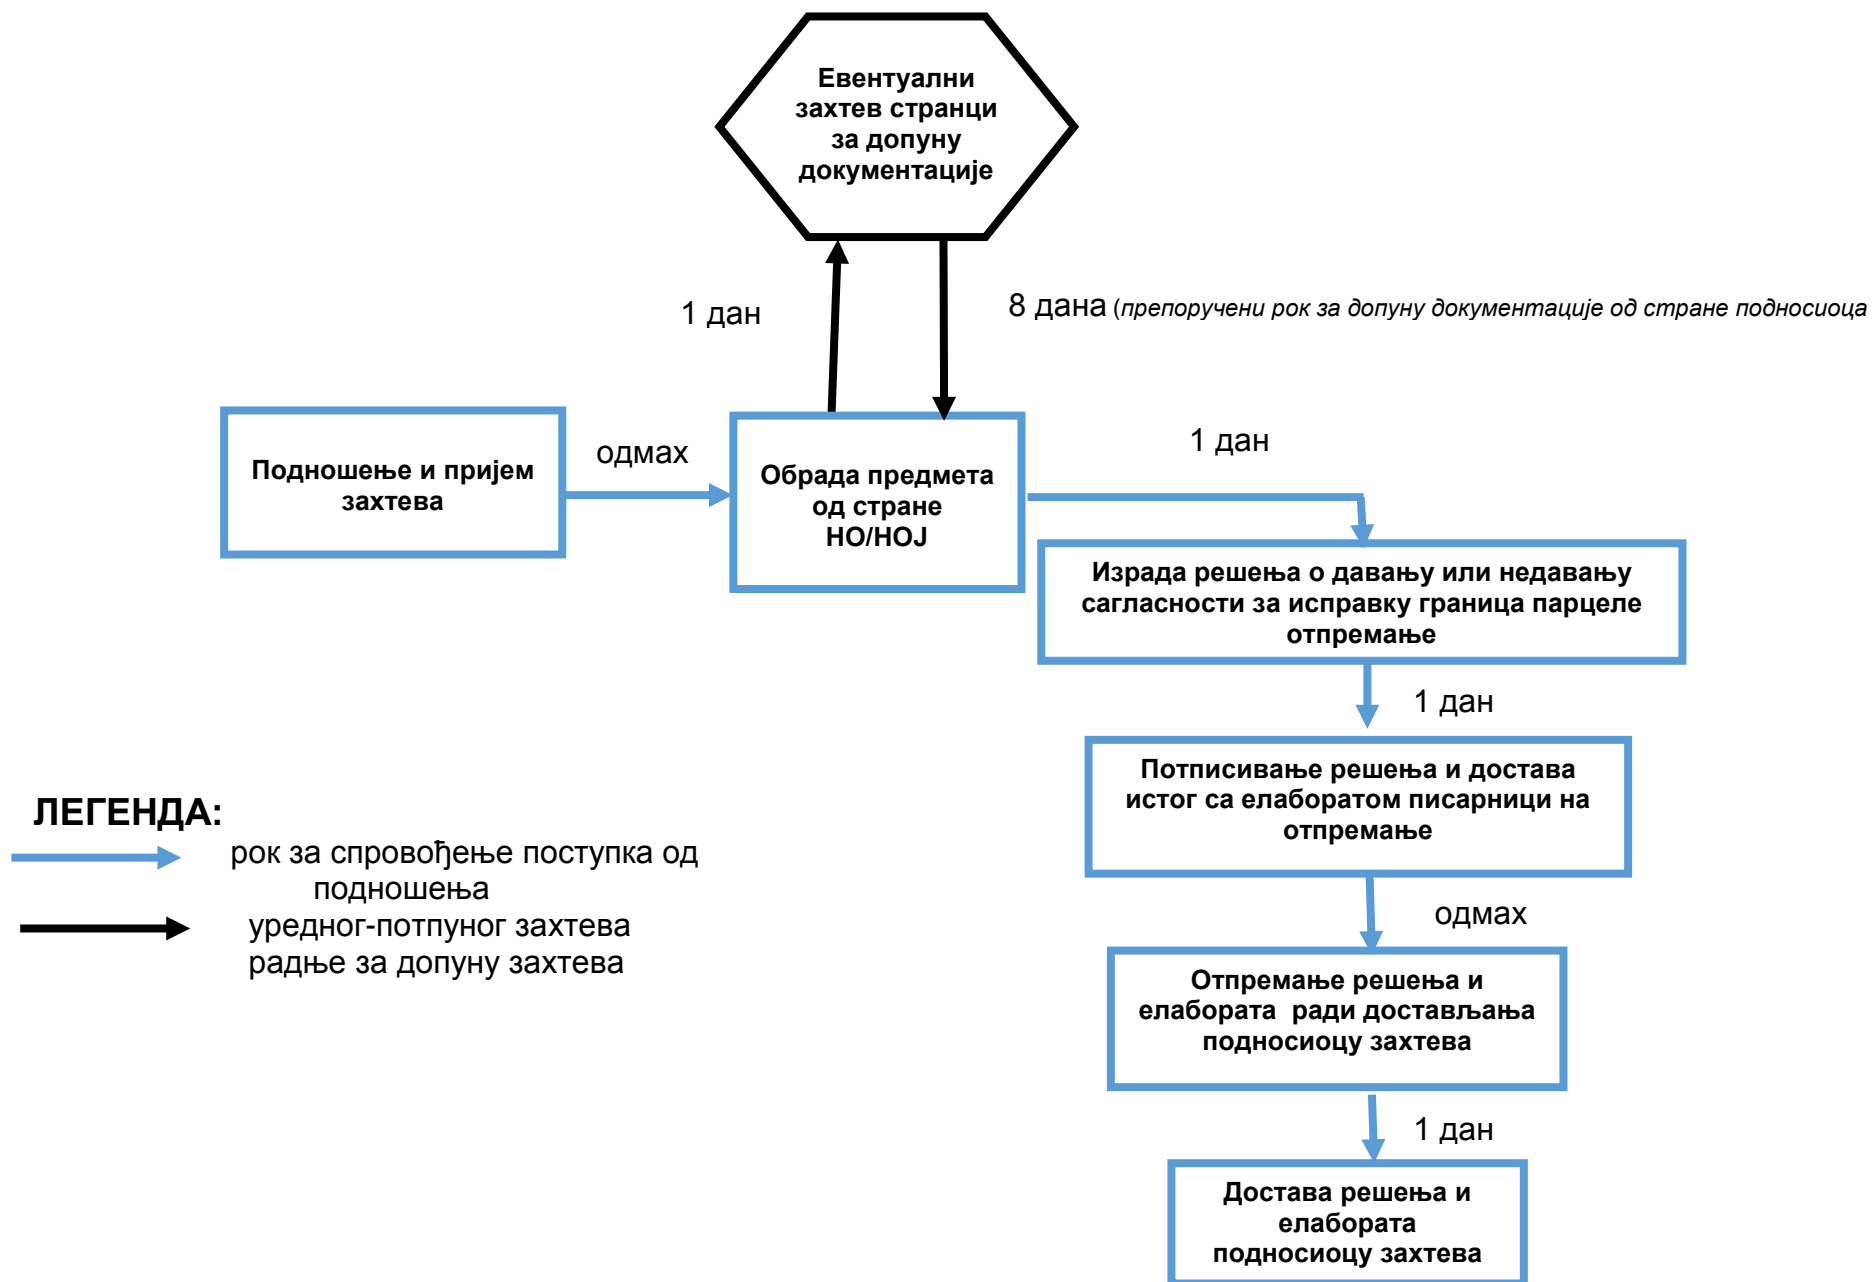 Евентуални
захтев странци
за допуну
документације
1 дан
8 дана (препоручени рок за допуну документације од стране подносиоца
Подношење и пријем
захтева
одмах
Обрада предмета
од стране
НО/НОЈ
1 дан
Израда решења о давању или недавању
сагласности за исправку граница парцеле
отпремање
1 дан
Потписивање решења и достава
истог са елаборатом писарници на
отпремање
одмах
Отпремање решења и
елабората ради достављања
подносиоцу захтева
1 дан
Достава решења и
елабората
подносиоцу захтева
ЛЕГЕНДА:
рок за спровођење поступка од
подношења
уредног-потпуног захтева
радње за допуну захтева